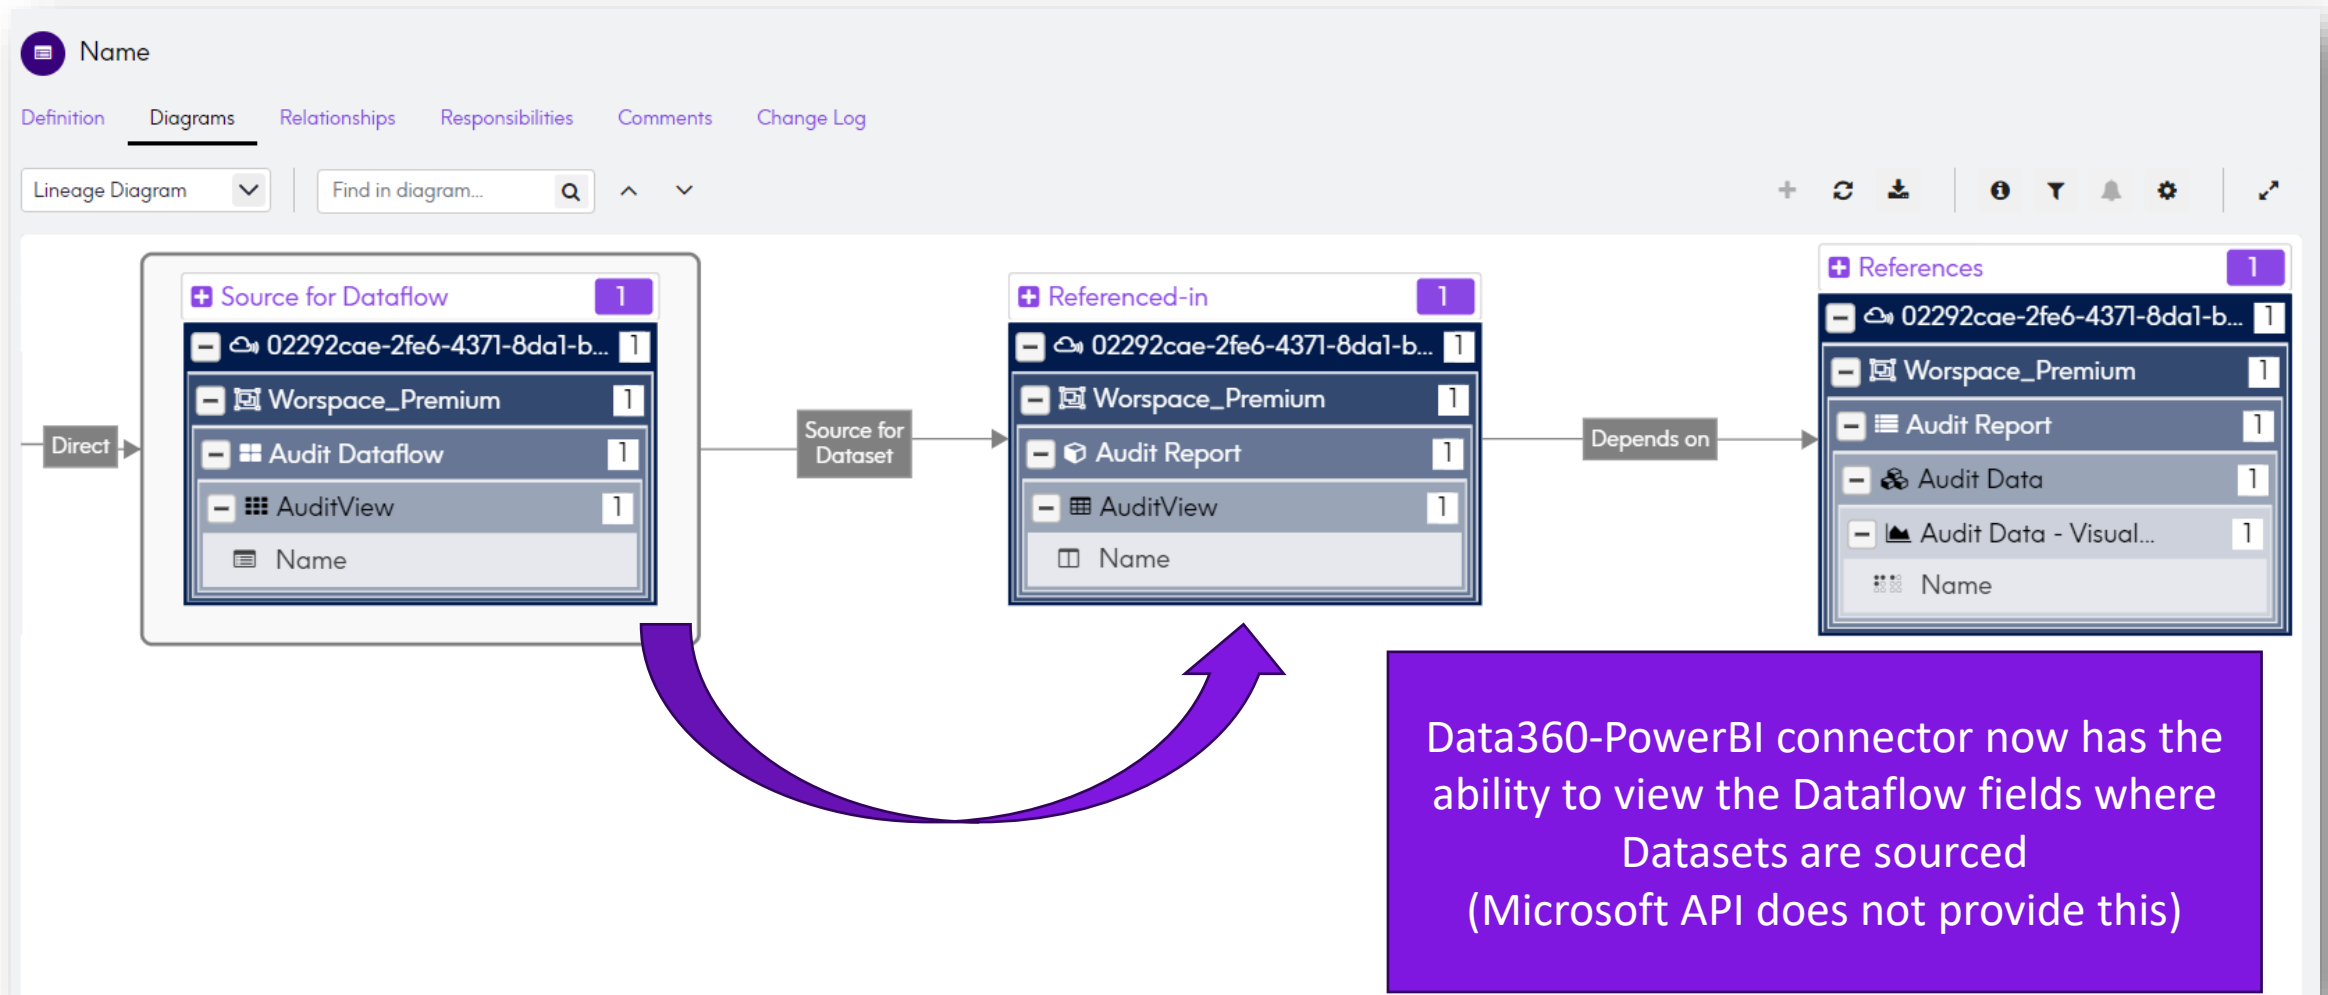 Name
Definition Diagrams Relationships Responsibilities Comments Change Log
Lineage Diagram Find in diagram...
Direct
Source for Dataflow 1
02292cae-2fe6-4371-8da1-b... 1
Worspace_Premium 1
Audit Dataflow 1
AuditView 1
Name
Source for
Dataset
Referenced-in 1
02292cae-2fe6-4371-8da1-b... 1
Worspace_Premium 1
Audit Report 1
AuditView 1
Name
Depends on
References 1
02292cae-2fe6-4371-8da1-b... 1
Worspace_Premium 1
Audit Report 1
Audit Data 1
Audit Data - Visual... 1
Name
Data360-PowerBI connector now has the
ability to view the Dataflow fields where
Datasets are sourced
(Microsoft API does not provide this)